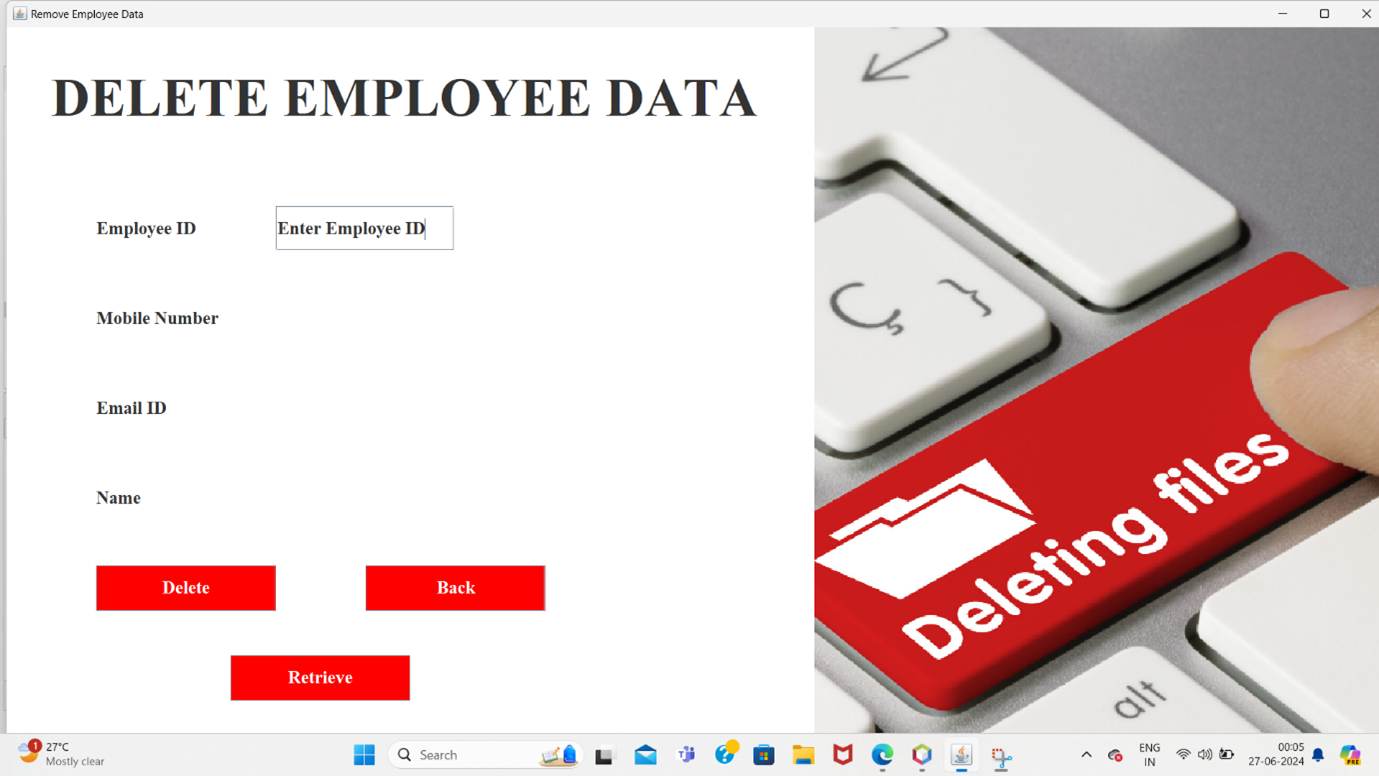 Remove Employee Data
DELETE EMPLOYEE DATA
Employee ID
Enter Employee ID
Mobile Number
Email ID
Name
Delete
Back
Retrieve
Ç }
Deleting files
alt
1
27°C
Mostly clear
Search
ENG
IN
00:05
27-06-2024
PRE